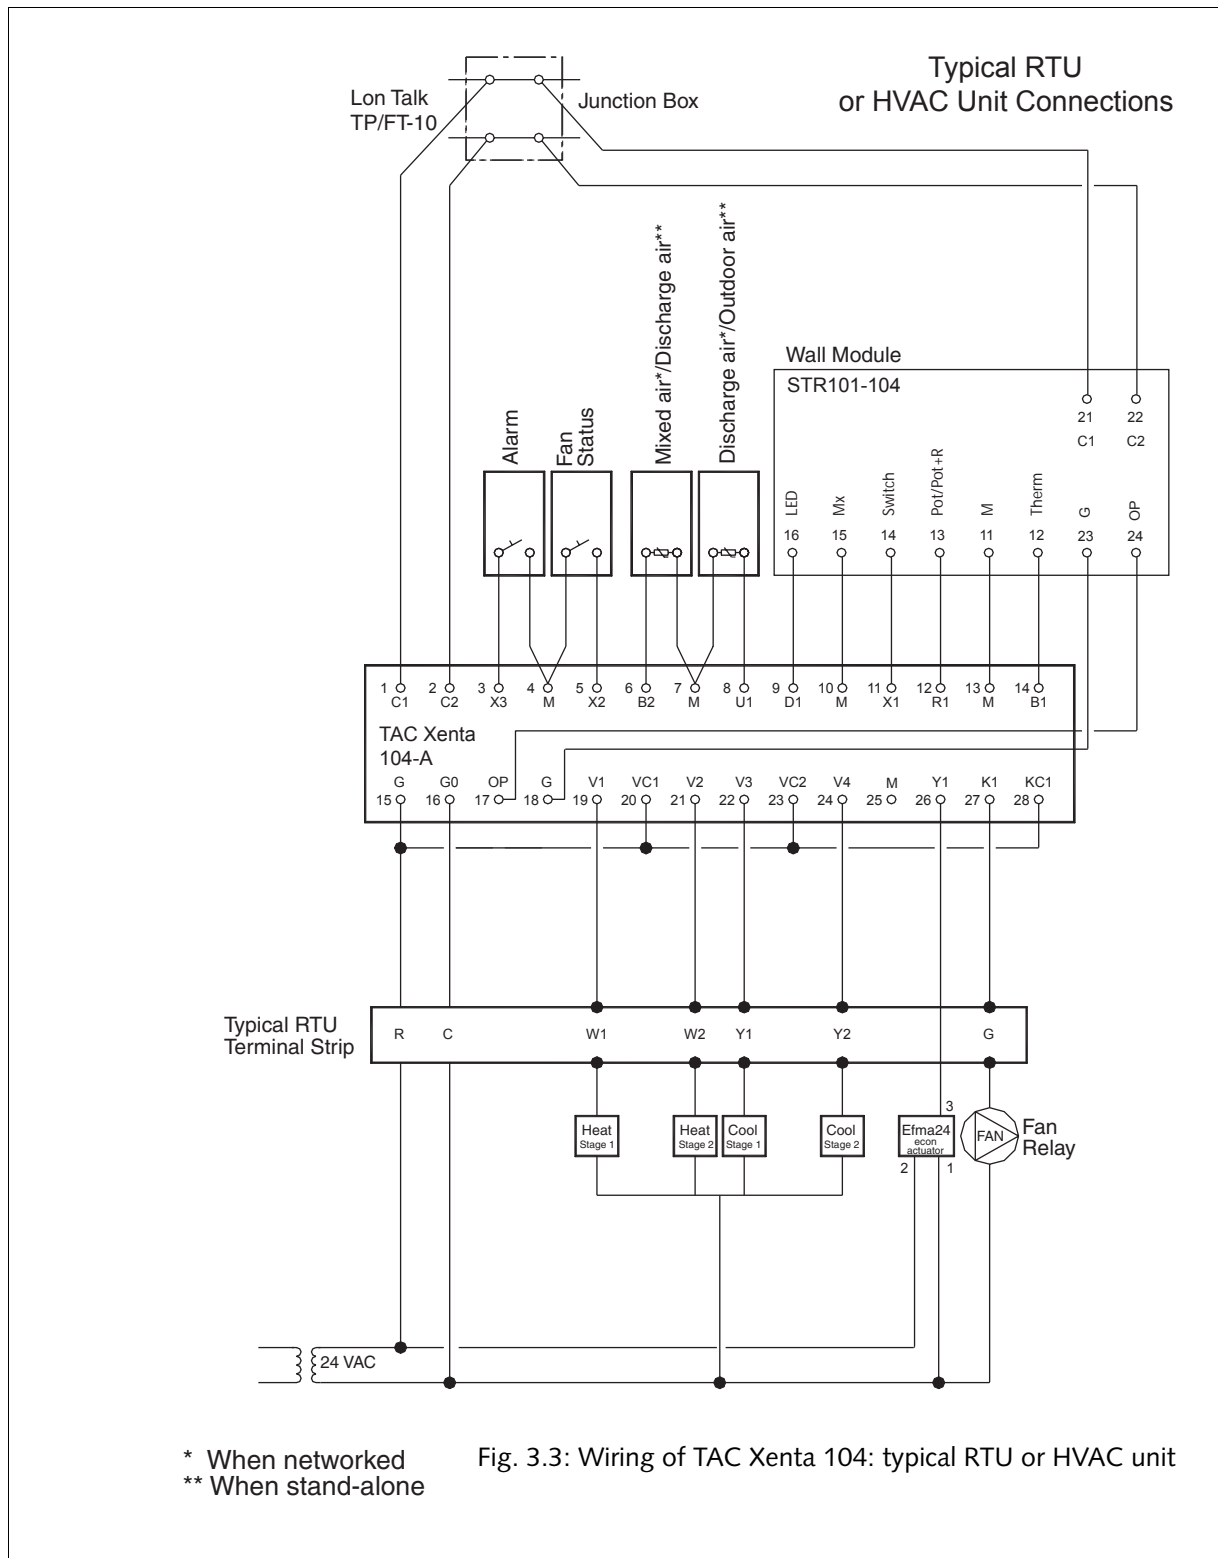 Typical RTU
or HVAC Unit Connections
Lon Talk
TP/FT-10
Junction Box
Mixed air*/Discharge air**
Discharge air*/Outdoor air**
Alarm
Fan
Status
Wall Module
STR101-104
21 22
C1 C2
LED Mx Switch Pot/Pot+R M Therm G OP
16 15 14 13 11 12 23 24
1 2 3 4 5 6 7 8 9 10 11 12 13 14
C1 C2 X3 M X2 B2 M U1 D1 M X1 R1 M B1
TAC Xenta
104-A
G G0 OP G V1 VC1 V2 V3 VC2 V4 M Y1 K1 KC1
15 16 17 18 19 20 21 22 23 24 25 26 27 28
Typical RTU
Terminal Strip
R C W1 W2 Y1 Y2 G
3
Heat
Stage 1
Heat
Stage 2
Cool
Stage 1
Cool
Stage 2
Efma24
econ
actuator
2 1
FAN
Fan
Relay
24 VAC
* When networked
** When stand-alone
Fig. 3.3: Wiring of TAC Xenta 104: typical RTU or HVAC unit